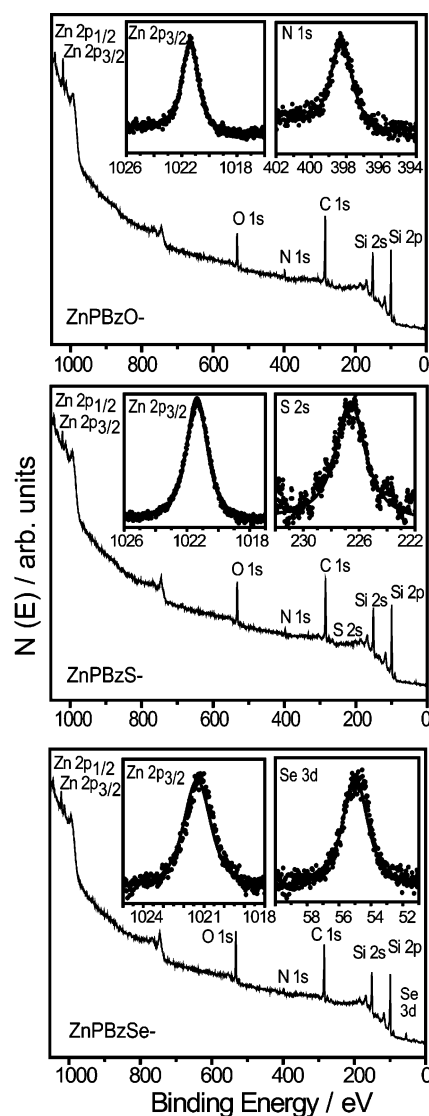 Zn 2p1/2
Zn 2p3/2
Zn 2p3/2
N 1s
1026 1022 1018
402 400 398 396 394
O 1s
N 1s
C 1s
Si 2s
Si 2p
ZnPBzO-
1000 800 600 400 200 0
Zn 2p1/2
Zn 2p3/2
Zn 2p3/2
S 2s
1026 1022 1018
230 226 222
O 1s
N 1s
C 1s
S 2s
Si 2s
Si 2p
ZnPBzS-
1000 800 600 400 200 0
Zn 2p1/2
Zn 2p3/2
Zn 2p3/2
Se 3d
1024 1021 1018
58 56 54 52
O 1s
N 1s
C 1s
Si 2s
Si 2p
Se
3d
ZnPBzSe-
1000 800 600 400 200 0
Binding Energy / eV
N (E) / arb. units